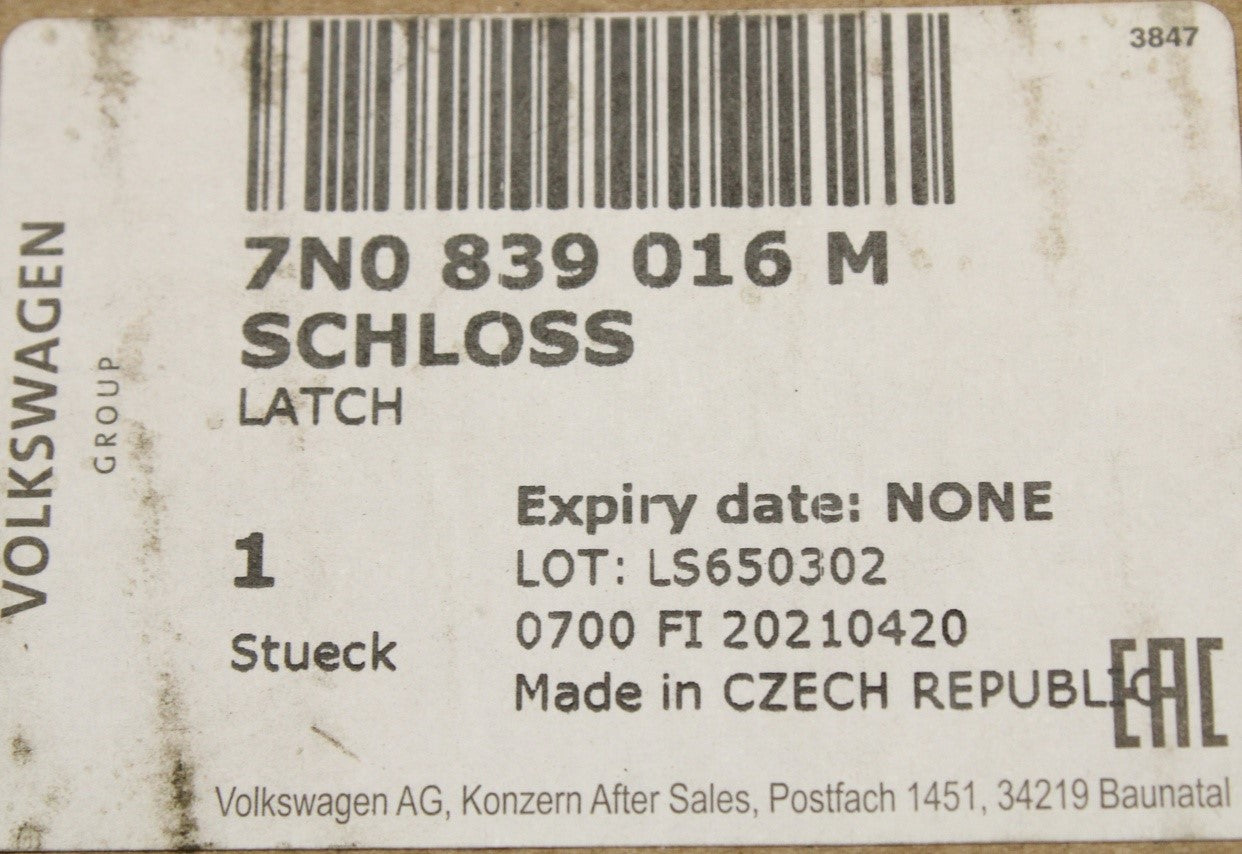 3847
VOLKSWAGEN
GROUP
7N0 839 016 M
SCHLOSS
LATCH
1
Stueck
Expiry date: NONE
LOT: LS650302
0700 FI 20210420
Made in CZECH REPUBLIC
EAC
Volkswagen AG, Konzern After Sales, Postfach 1451, 34219 Baunatal